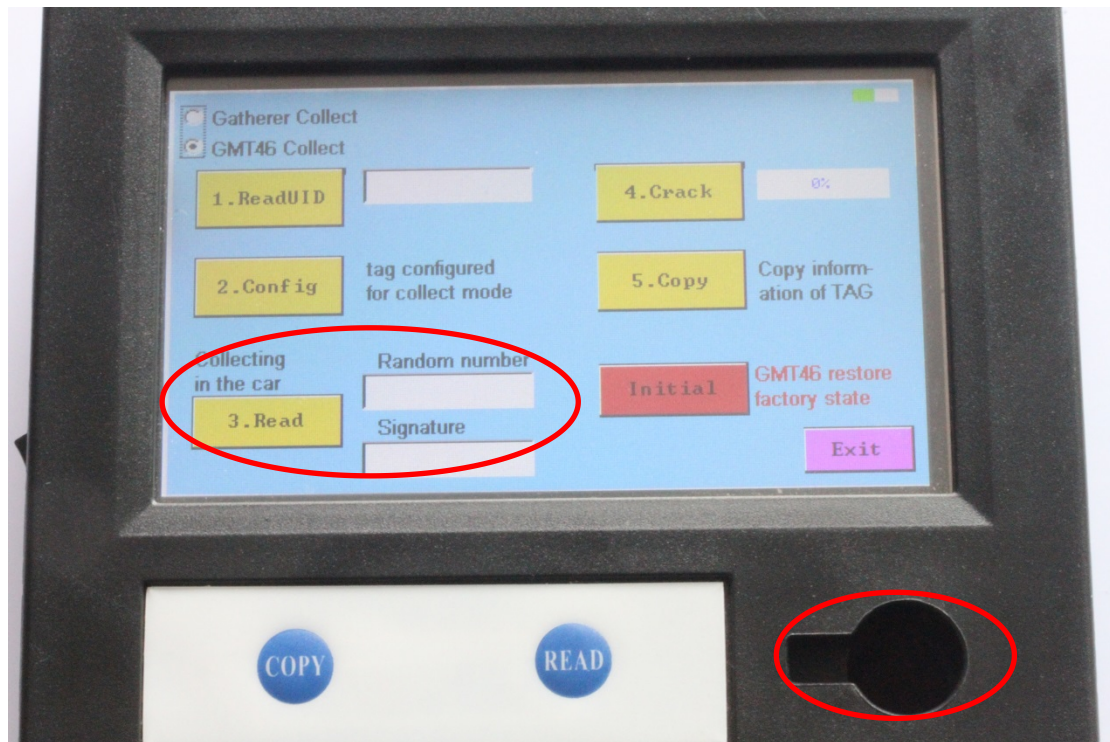 Gatherer Collect
GMT46 Collect
1.ReadUID
4.Crack
0%
2.Config
tag configured
for collect mode
5.Copy
Copy inform-
ation of TAG
Collecting
in the car
3.Read
Random number
Signature
Initial
GMT46 restore
factory state
Exit
COPY
READ